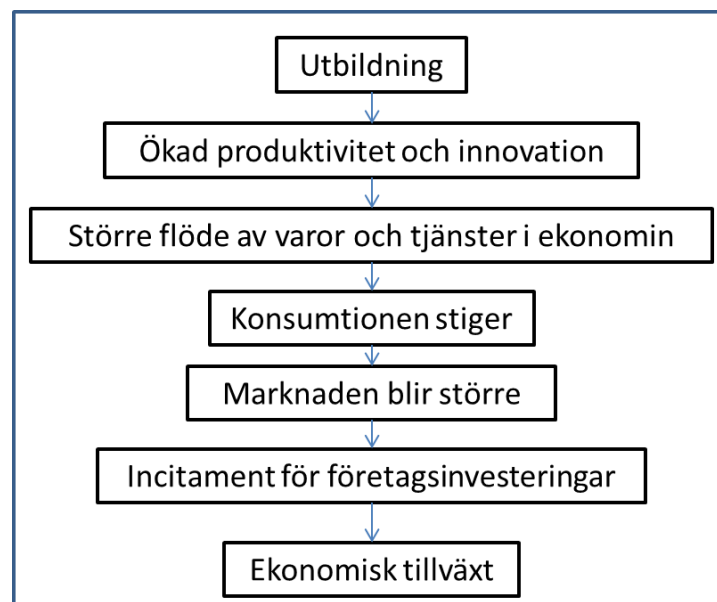 Utbildning
Ökad produktivitet och innovation
Större flöde av varor och tjänster i ekonomin
Konsumtionen stiger
Marknaden blir större
Incitament för företagsinvesteringar
Ekonomisk tillväxt